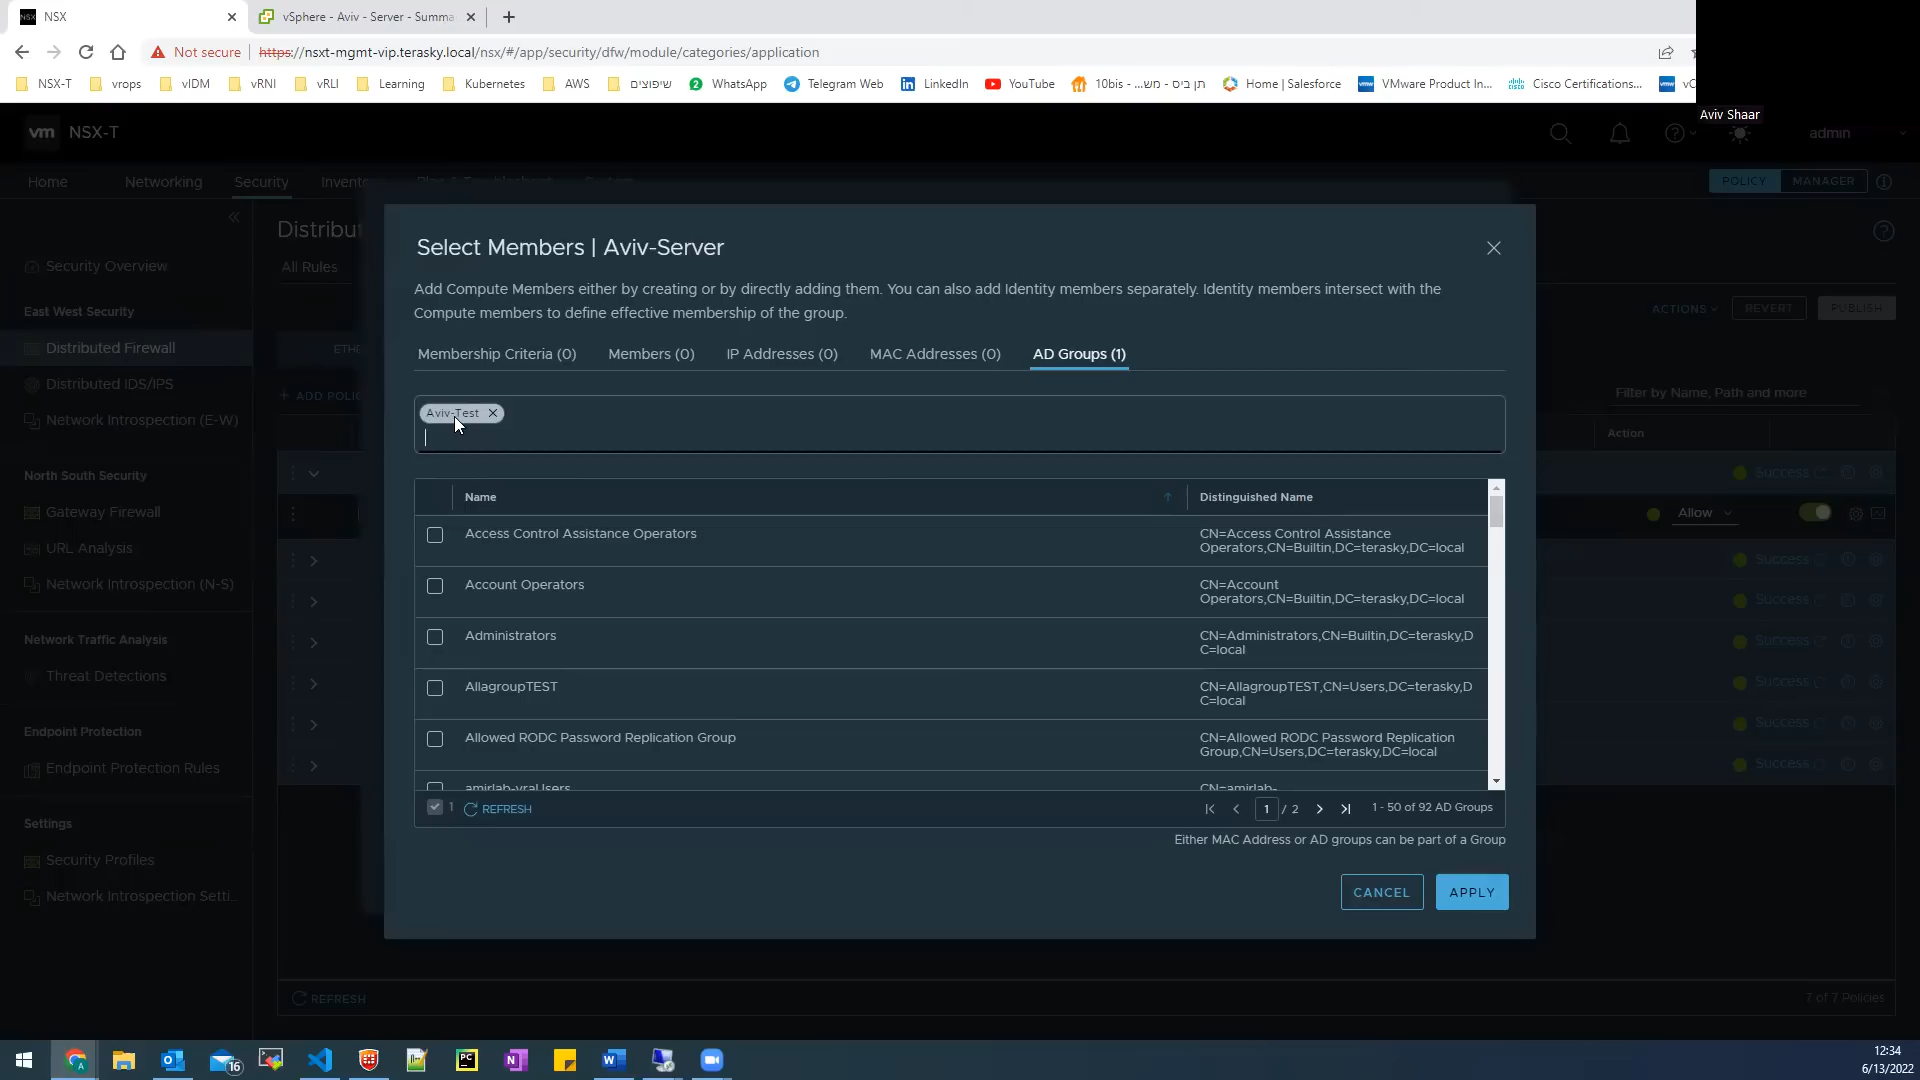 NSX
vSphere - Aviv - Server - Summa
Not secure
https://nsxt-mgmt-vip.terasky.local/nsx/#/app/security/dfw/module/categories/application
NSX-T
vrops
vIDM
vRNI
vRLI
Learning
Kubernetes
AWS
שיפוצים
WhatsApp
Telegram Web
LinkedIn
YouTube
10bis - ...תן ביס - מש
Home | Salesforce
VMware Product In...
Cisco Certifications...
Aviv Shaar
vm NSX-T
admin
Home
Networking
Security
POLICY
MANAGER
Security Overview
East West Security
Distributed Firewall
Distributed IDS/IPS
Network Introspection (E-W)
North South Security
Gateway Firewall
URL Analysis
Network Introspection (N-S)
Network Traffic Analysis
Threat Detections
Endpoint Protection
Endpoint Protection Rules
Settings
Security Profiles
Network Introspection Setti...
Distribu
All Rules
ETHE
+ ADD POLIC
Select Members | Aviv-Server
Add Compute Members either by creating or by directly adding them. You can also add Identity members separately. Identity members intersect with the
Compute members to define effective membership of the group.
Membership Criteria (0)
Members (0)
IP Addresses (0)
MAC Addresses (0)
AD Groups (1)
Aviv-Test
Name
Distinguished Name
Access Control Assistance Operators
CN=Access Control Assistance
Operators,CN=Builtin,DC=terasky,DC=local
Account Operators
CN=Account
Operators,CN=Builtin,DC=terasky,DC=local
Administrators
CN=Administrators,CN=Builtin,DC=terasky,D
C=local
AllagroupTEST
CN=AllagroupTEST,CN=Users,DC=terasky,D
C=local
Allowed RODC Password Replication Group
CN=Allowed RODC Password Replication
Group,CN=Users,DC=terasky,DC=local
amirlab-vraUsers
CN=amirlab-
1
REFRESH
1 / 2
1 - 50 of 92 AD Groups
Either MAC Address or AD groups can be part of a Group
CANCEL
APPLY
ACTIONS
REVERT
PUBLISH
Filter by Name, Path and more
Action
Success
Allow
Success
Success
Success
Success
Success
Success
REFRESH
7 of 7 Policies
16
12:34
6/13/2022